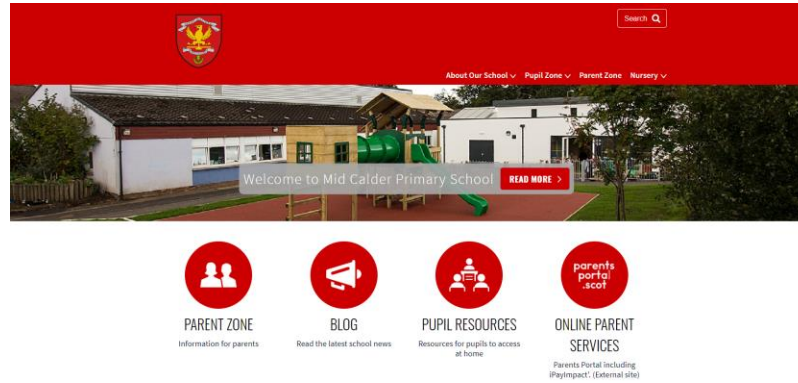 Search
About Our School
Pupil Zone
Parent Zone
Nursery
Welcome to Mid Calder Primary School
READ MORE >
PARENT ZONE
Information for parents
BLOG
Read the latest school news
PUPIL RESOURCES
Resources for pupils to access
at home
parents
portal
.scot
ONLINE PARENT
SERVICES
Parents Portal including
iPayImpact'. (External site)